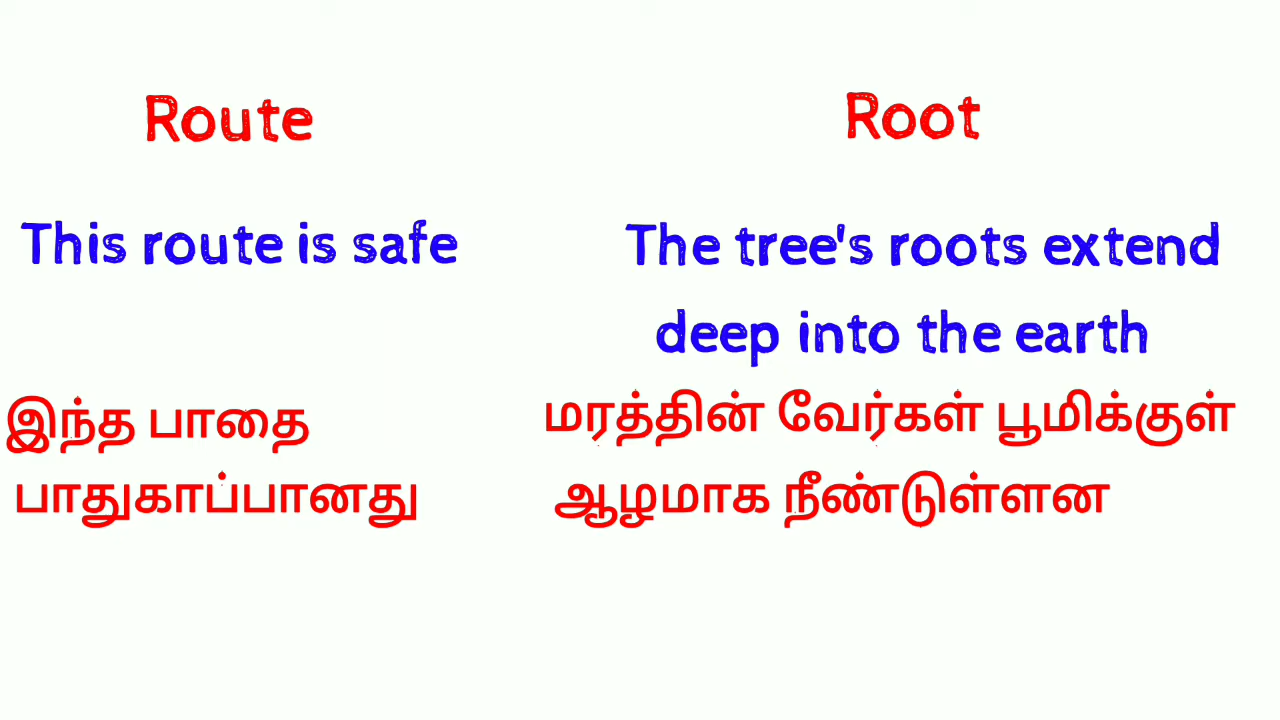 Route
This route is safe
இந்த பாதை
பாதுகாப்பானது
Root
The tree's roots extend
deep into the earth
மரத்தின் வேர்கள் பூமிக்குள்
ஆழமாக நீண்டுள்ளன